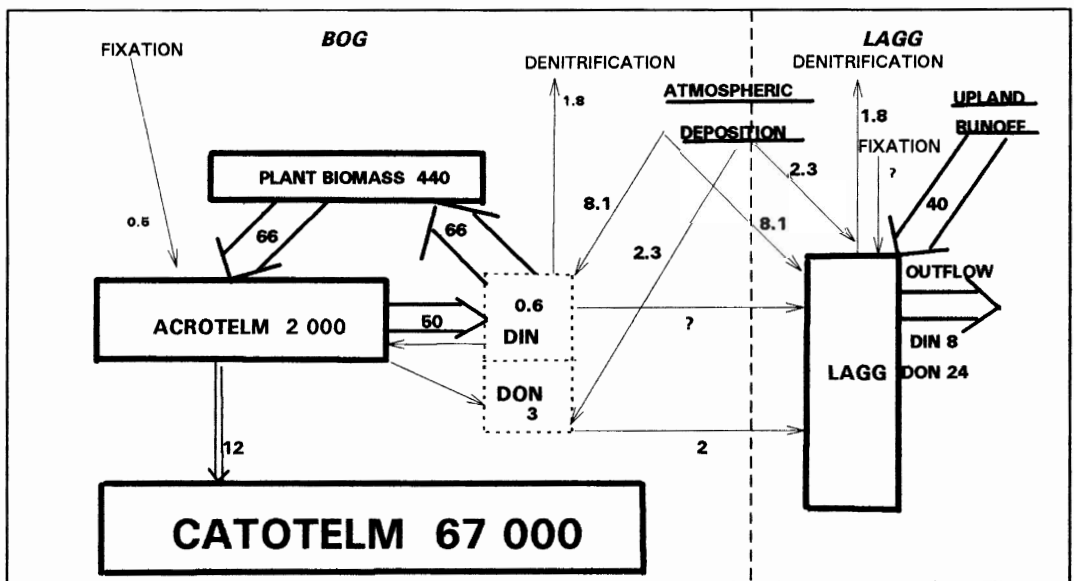 BOG
LAGG
FIXATION
DENITRIFICATION
1.8
ATMOSPHERIC
DEPOSITION
DENITRIFICATION
1.8
UPLAND
RUNOFF
FIXATION
?
2.3
40
PLANT BIOMASS 440
8.1
8.1
0.5
66
66
2.3
ACROTELM 2 000
50
0.6
DIN
?
OUTFLOW
DIN 8
LAGG
DON 24
DON
3
12
2
CATOTELM 67 000